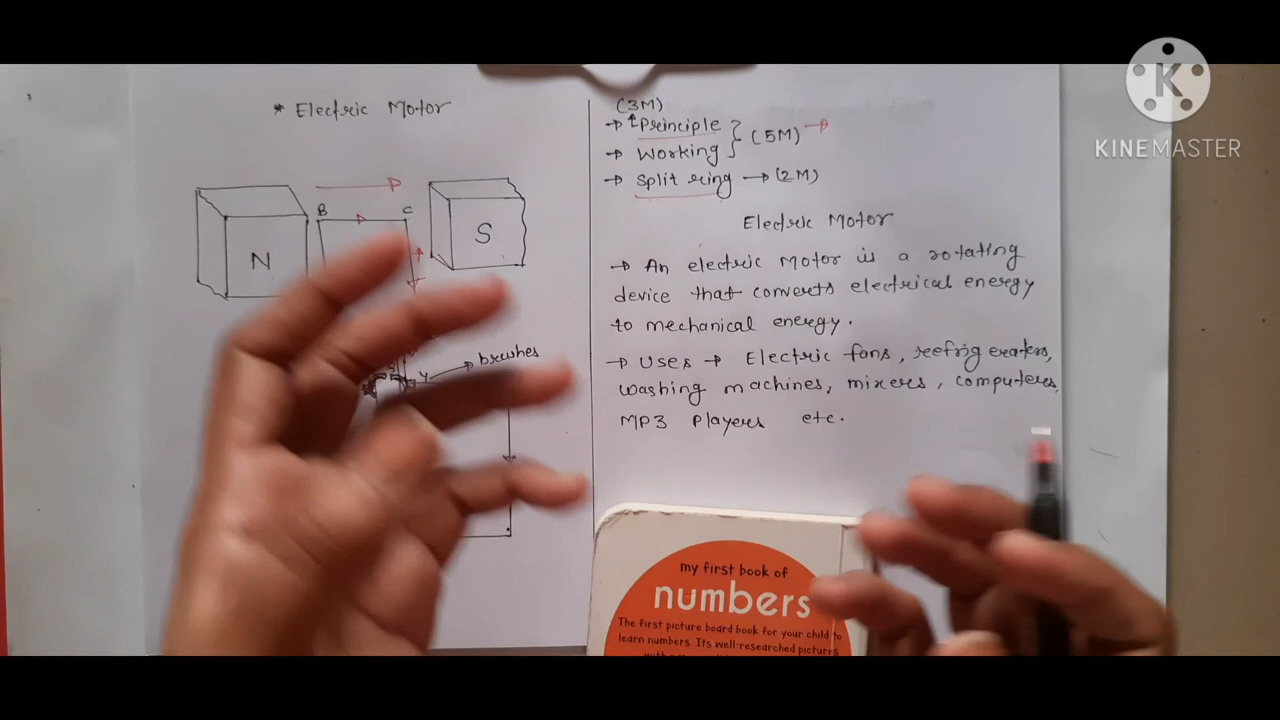 * Electric Motor
B
C
N
S
Y
brushes
(3M)
→ Principle } (5M) →
→ Working
→ Split ring → (2M)
Electric Motor
→ An electric Motor is a rotating
device that converts electrical energy
to mechanical energy.
→ Uses → Electric fans, reefrigeraters,
washing machines, mixers, computers,
MP3 Players etc.
my first book of
numbers
The first picture board book for your child to
learn numbers. Its well-researched pictures
K
KINEMASTER